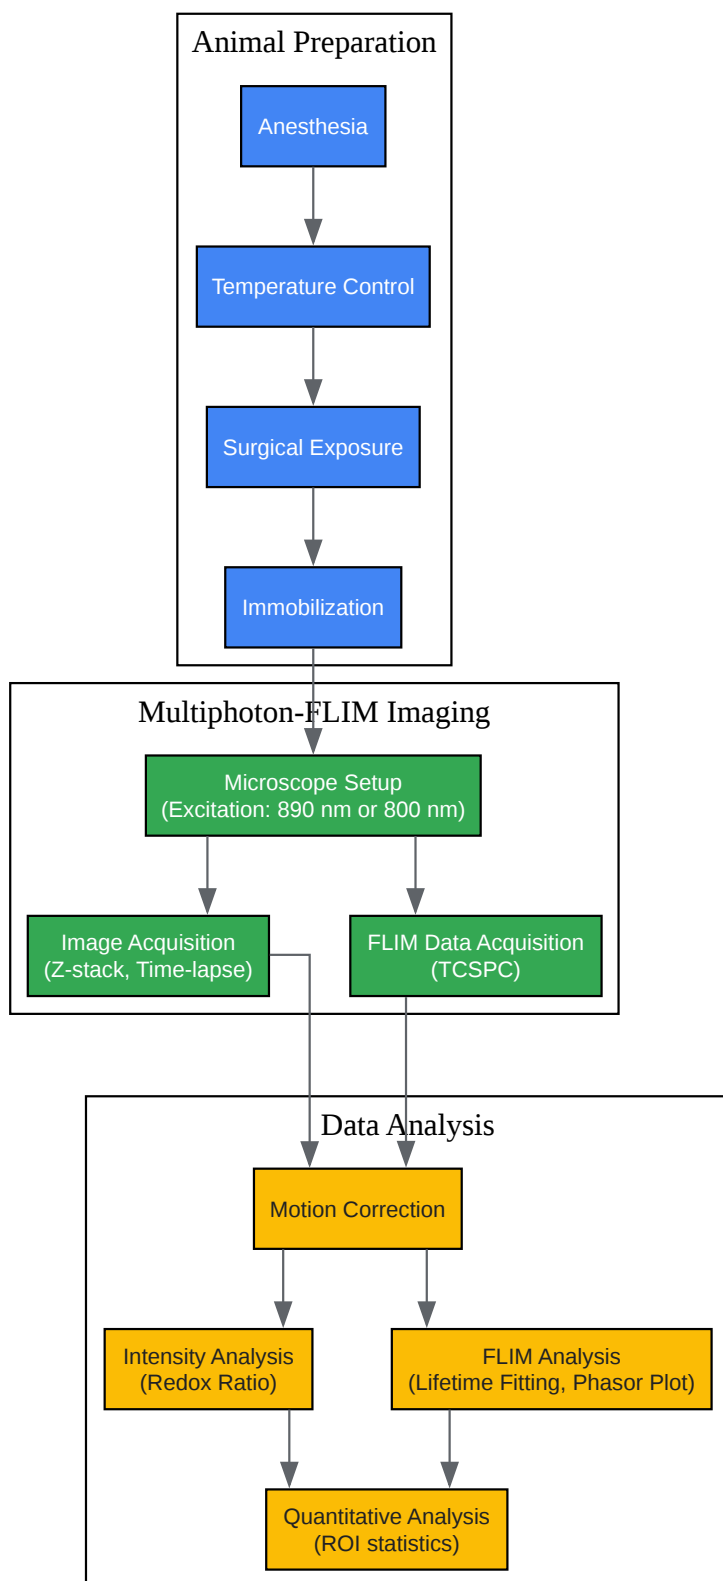 Animal Preparation
Anesthesia
Temperature Control
Surgical Exposure
Immobilization
Multiphoton-FLIM Imaging
Microscope Setup
(Excitation: 890 nm or 800 nm)
Image Acquisition
(Z-stack, Time-lapse)
FLIM Data Acquisition
(TCSPC)
Data Analysis
Motion Correction
Intensity Analysis
(Redox Ratio)
FLIM Analysis
(Lifetime Fitting, Phasor Plot)
Quantitative Analysis
(ROI statistics)